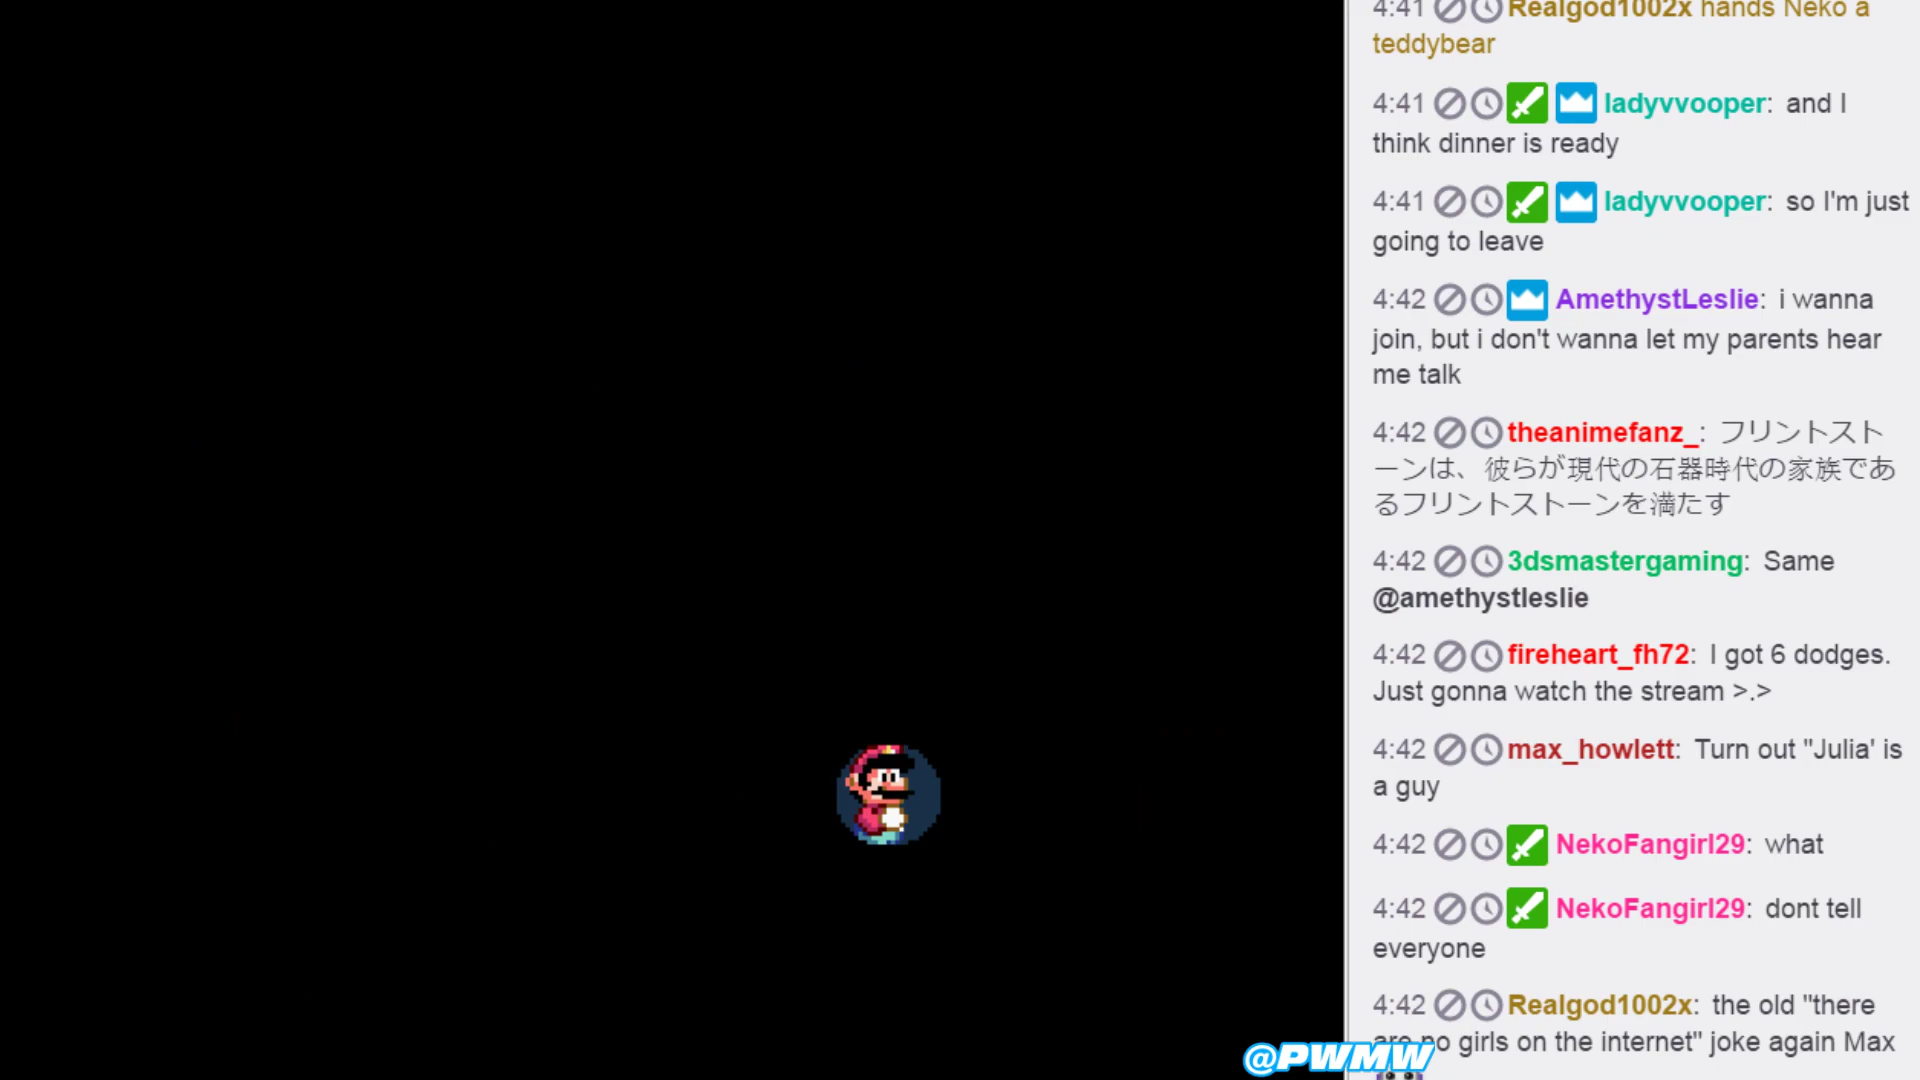 4:41 Realgod1002x hands Neko a
teddybear
4:41 ladyvvooper: and I
think dinner is ready
4:41 ladyvvooper: so I'm just
going to leave
4:42 AmethystLeslie: i wanna
join, but i don't wanna let my parents hear
me talk
4:42 theanimefanz_: フリントスト
ーンは、彼らが現代の石器時代の家族であ
るフリントストーンを満たす
4:42 3dsmastergaming: Same
@amethystleslie
4:42 fireheart_fh72: I got 6 dodges.
Just gonna watch the stream >.>
4:42 max_howlett: Turn out "Julia' is
a guy
4:42 NekoFangirl29: what
4:42 NekoFangirl29: dont tell
everyone
4:42 Realgod1002x: the old "there
are no girls on the internet" joke again Max
@PWMW